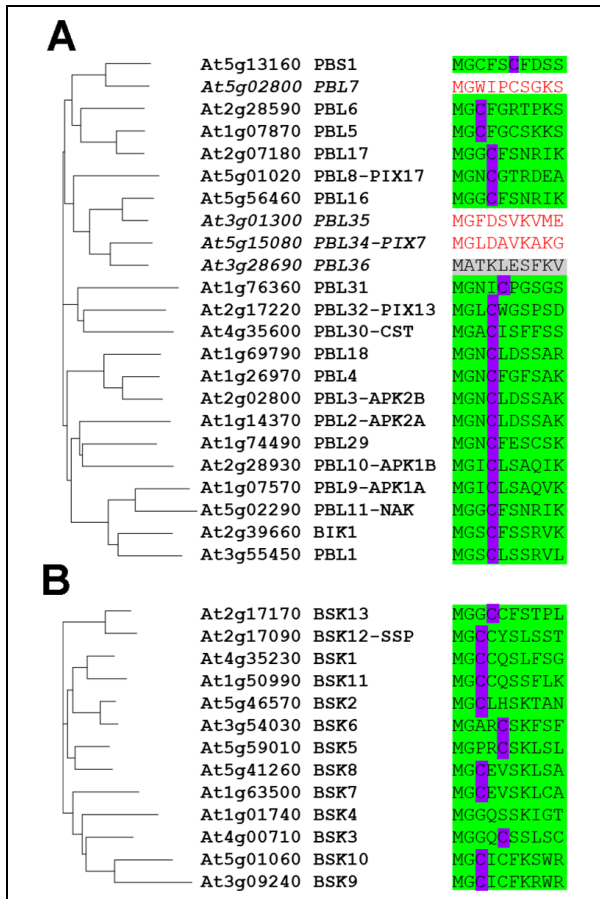 A
At5g13160 PBS1 MGCFSCFDSS
At5g02800 PBL7 MGWIPCSGKS
At2g28590 PBL6 MGCFGRTPKS
At1g07870 PBL5 MGCFGCSKKS
At2g07180 PBL17 MGGCFSNRIK
At5g01020 PBL8-PIX17 MGNCGTRDEA
At5g56460 PBL16 MGGCFSNRIK
At3g01300 PBL35 MGFDSVKVME
At5g15080 PBL34-PIX7 MGLDAVKAKG
At3g28690 PBL36 MATKLESFKV
At1g76360 PBL31 MGNICPGSGS
At2g17220 PBL32-PIX13 MGLCWGSPSD
At4g35600 PBL30-CST MGACISFFSS
At1g69790 PBL18 MGNCLDSSAR
At1g26970 PBL4 MGNCFGFSAK
At2g02800 PBL3-APK2B MGNCLDSSAK
At1g14370 PBL2-APK2A MGNCLDSSAK
At1g74490 PBL29 MGNCFESCSK
At2g28930 PBL10-APK1B MGICLSAQIK
At1g07570 PBL9-APK1A MGICLSAQVK
At5g02290 PBL11-NAK MGGCFSNRIK
At2g39660 BIK1 MGSCFSSRVK
At3g55450 PBL1 MGSCLSSRVL
B
At2g17170 BSK13 MGGCCFSTPL
At2g17090 BSK12-SSP MGCCYSLSST
At4g35230 BSK1 MGCCQSLFSG
At1g50990 BSK11 MGCCQSSFLK
At5g46570 BSK2 MGCLHSKTAN
At3g54030 BSK6 MGARCSKFSF
At5g59010 BSK5 MGPRCSKLSL
At5g41260 BSK8 MGCEVSKLSA
At1g63500 BSK7 MGCEVSKLCA
At1g01740 BSK4 MGGQSSKIGT
At4g00710 BSK3 MGGQCSSLSC
At5g01060 BSK10 MGCICFKSWR
At3g09240 BSK9 MGCICFKRWR